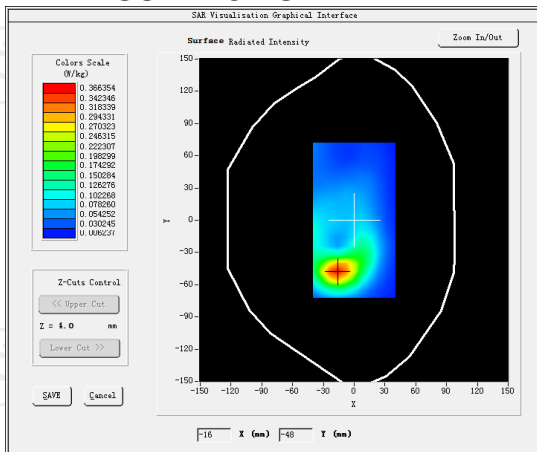 SAR Visualisation Graphical Interface
Surface Radiated Intensity
Zoom In/Out
Colors Scale
(W/kg)
0.366354
0.342346
0.318339
0.294331
0.270323
0.246315
0.222307
0.198299
0.174292
0.150284
0.126276
0.102268
0.078260
0.054252
0.030245
0.006237
150
120
90
60
30
0
-30
-60
-90
-120
-150
Y
-150 -120 -90 -60 -30 0 30 60 90 120 150
X
Z-Cuts Control
<< Upper Cut
Z = 4.0 mm
Lower Cut >>
SAVE Cancel
-16 X (mm) -48 Y (mm)